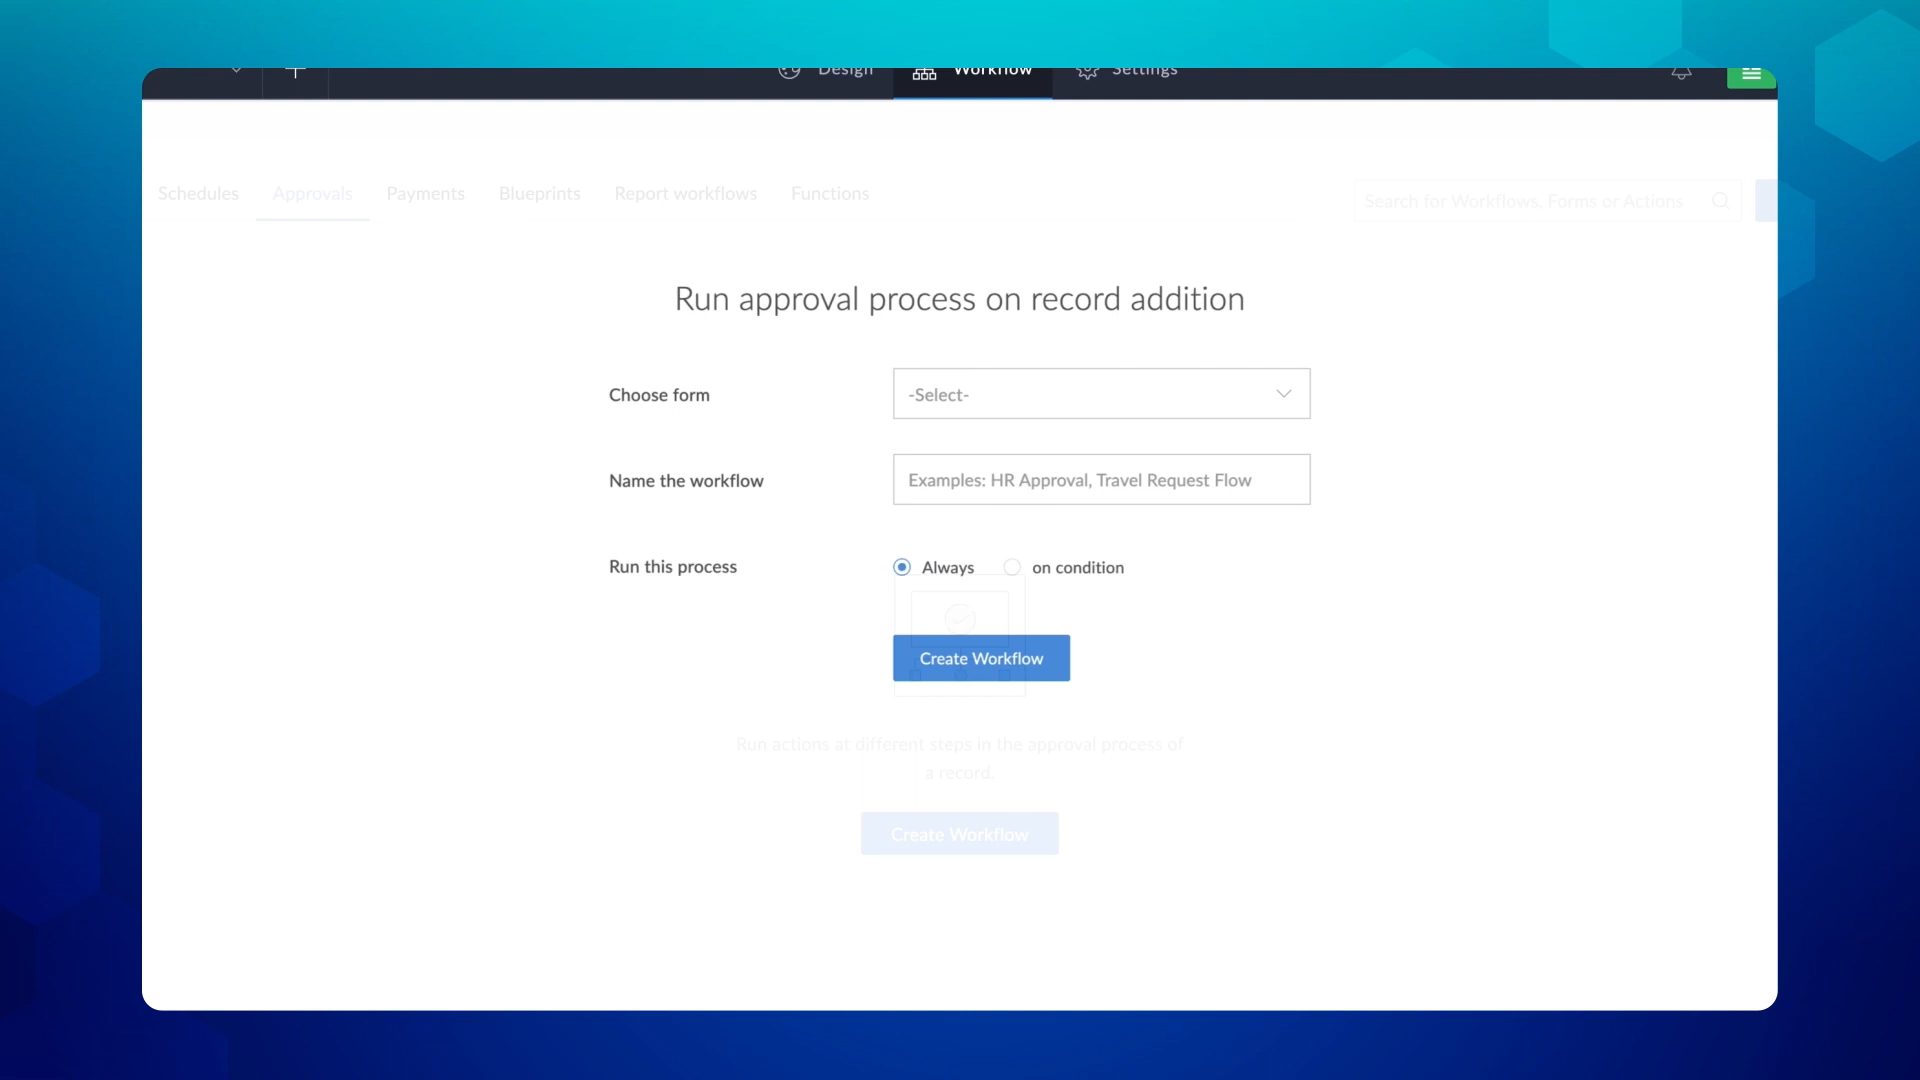 Design Workflow Settings
Schedules Approvals Payments Blueprints Report workflows Functions
Search for Workflows, Forms or Actions
Run approval process on record addition
Choose form -Select-
Name the workflow Examples: HR Approval, Travel Request Flow
Run this process Always on condition
Create Workflow
Run actions at different steps in the approval process of
a record.
Create Workflow